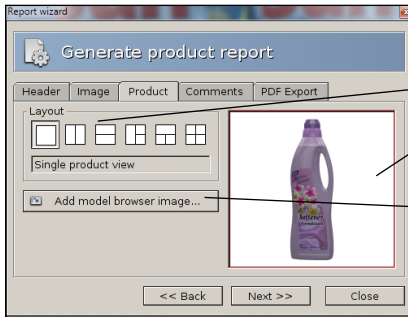 Report wizard
Generate product report
Header Image Product Comments PDF Export
Layout
Single product view
Add model browser image...
Softener
<< Back Next >> Close